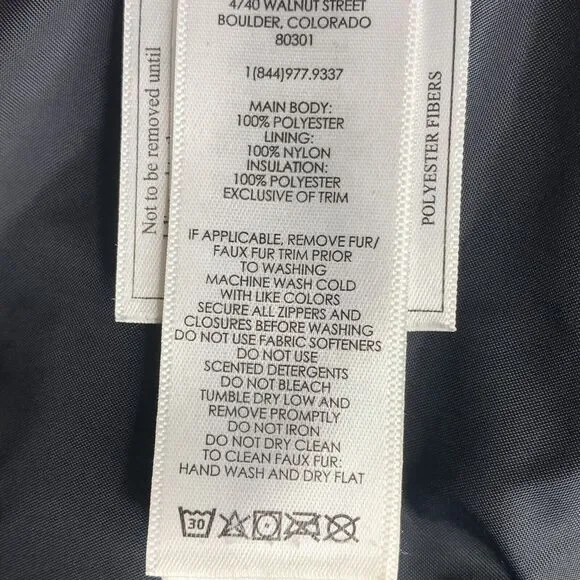 4740 WALNUT STREET
BOULDER, COLORADO
80301
1(844)977.9337
MAIN BODY:
100% POLYESTER
LINING:
100% NYLON
INSULATION:
100% POLYESTER
EXCLUSIVE OF TRIM
IF APPLICABLE, REMOVE FUR/
FAUX FUR TRIM PRIOR
TO WASHING
MACHINE WASH COLD
WITH LIKE COLORS
SECURE ALL ZIPPERS AND
CLOSURES BEFORE WASHING
DO NOT USE FABRIC SOFTENERS
DO NOT USE
SCENTED DETERGENTS
DO NOT BLEACH
TUMBLE DRY LOW AND
REMOVE PROMPTLY
DO NOT IRON
DO NOT DRY CLEAN
TO CLEAN FAUX FUR:
HAND WASH AND DRY FLAT
30
Not to be removed until
POLYESTER FIBERS